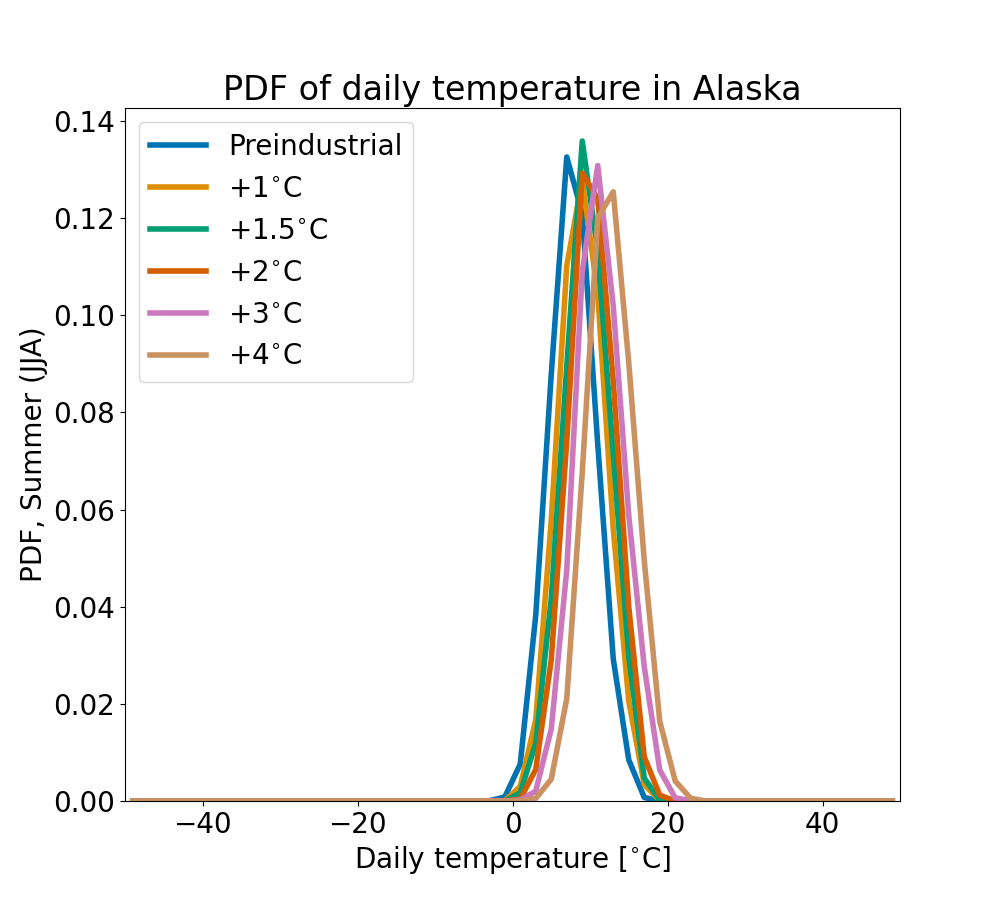 PDF of daily temperature in Alaska
0.14
0.12
0.10
0.08
0.06
0.04
0.02
0.00
PDF, Summer (JJA)
Preindustrial
+1°C
+1.5°C
+2°C
+3°C
+4°C
−40 −20 0 20 40
Daily temperature [°C]